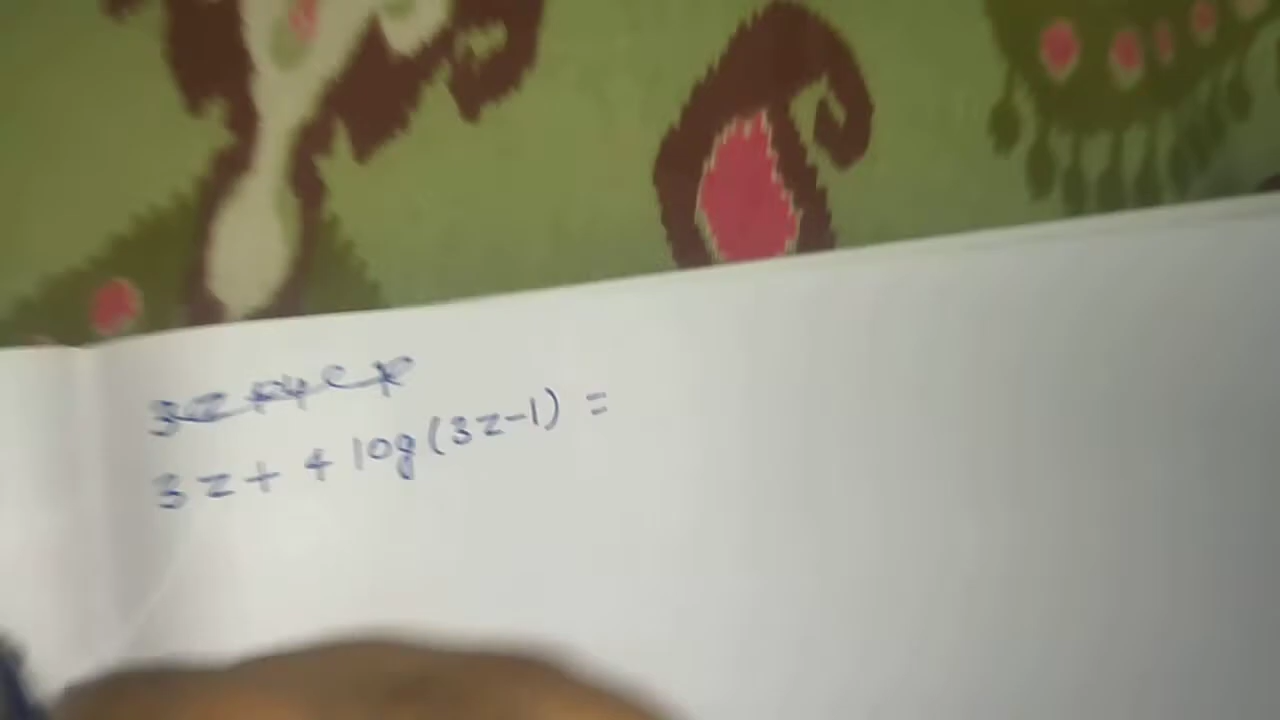 3z + 4 log(3z-1) =